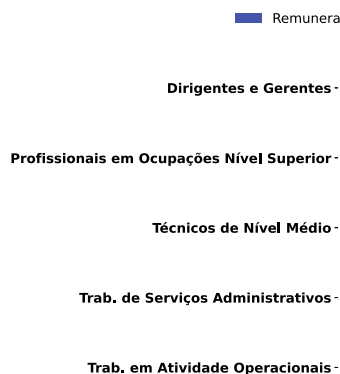 Remunera
Dirigentes e Gerentes
Profissionais em Ocupações Nível Superior
Técnicos de Nível Médio
Trab. de Serviços Administrativos
Trab. em Atividade Operacionais